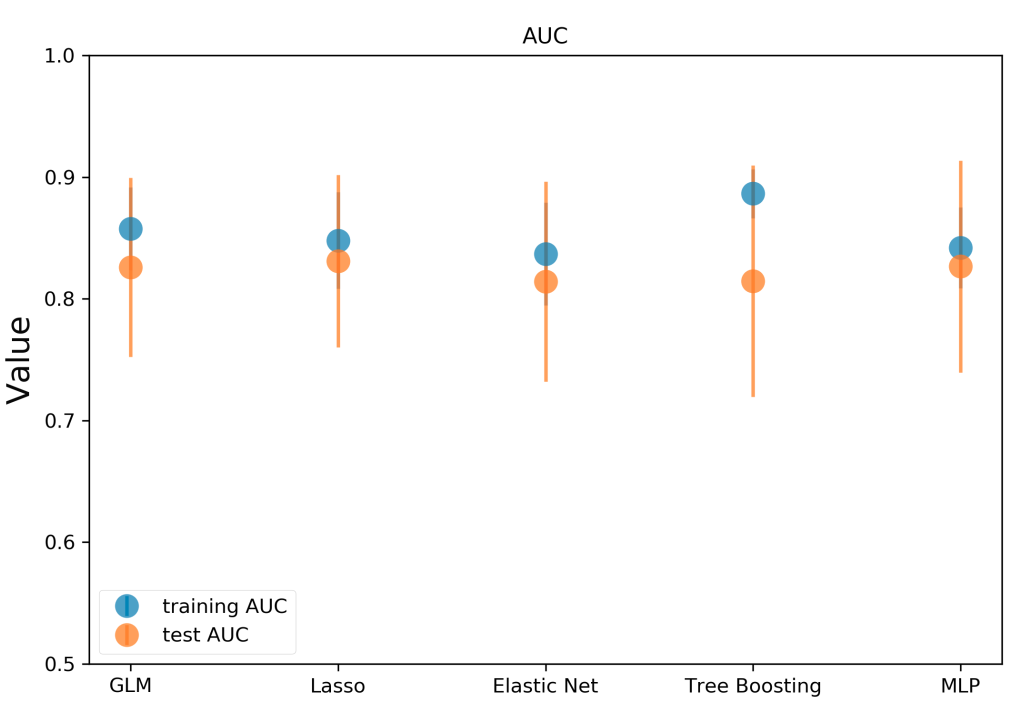 AUC
1.0
0.9
0.8
0.7
0.6
0.5
Value
training AUC
test AUC
GLM
Lasso
Elastic Net
Tree Boosting
MLP